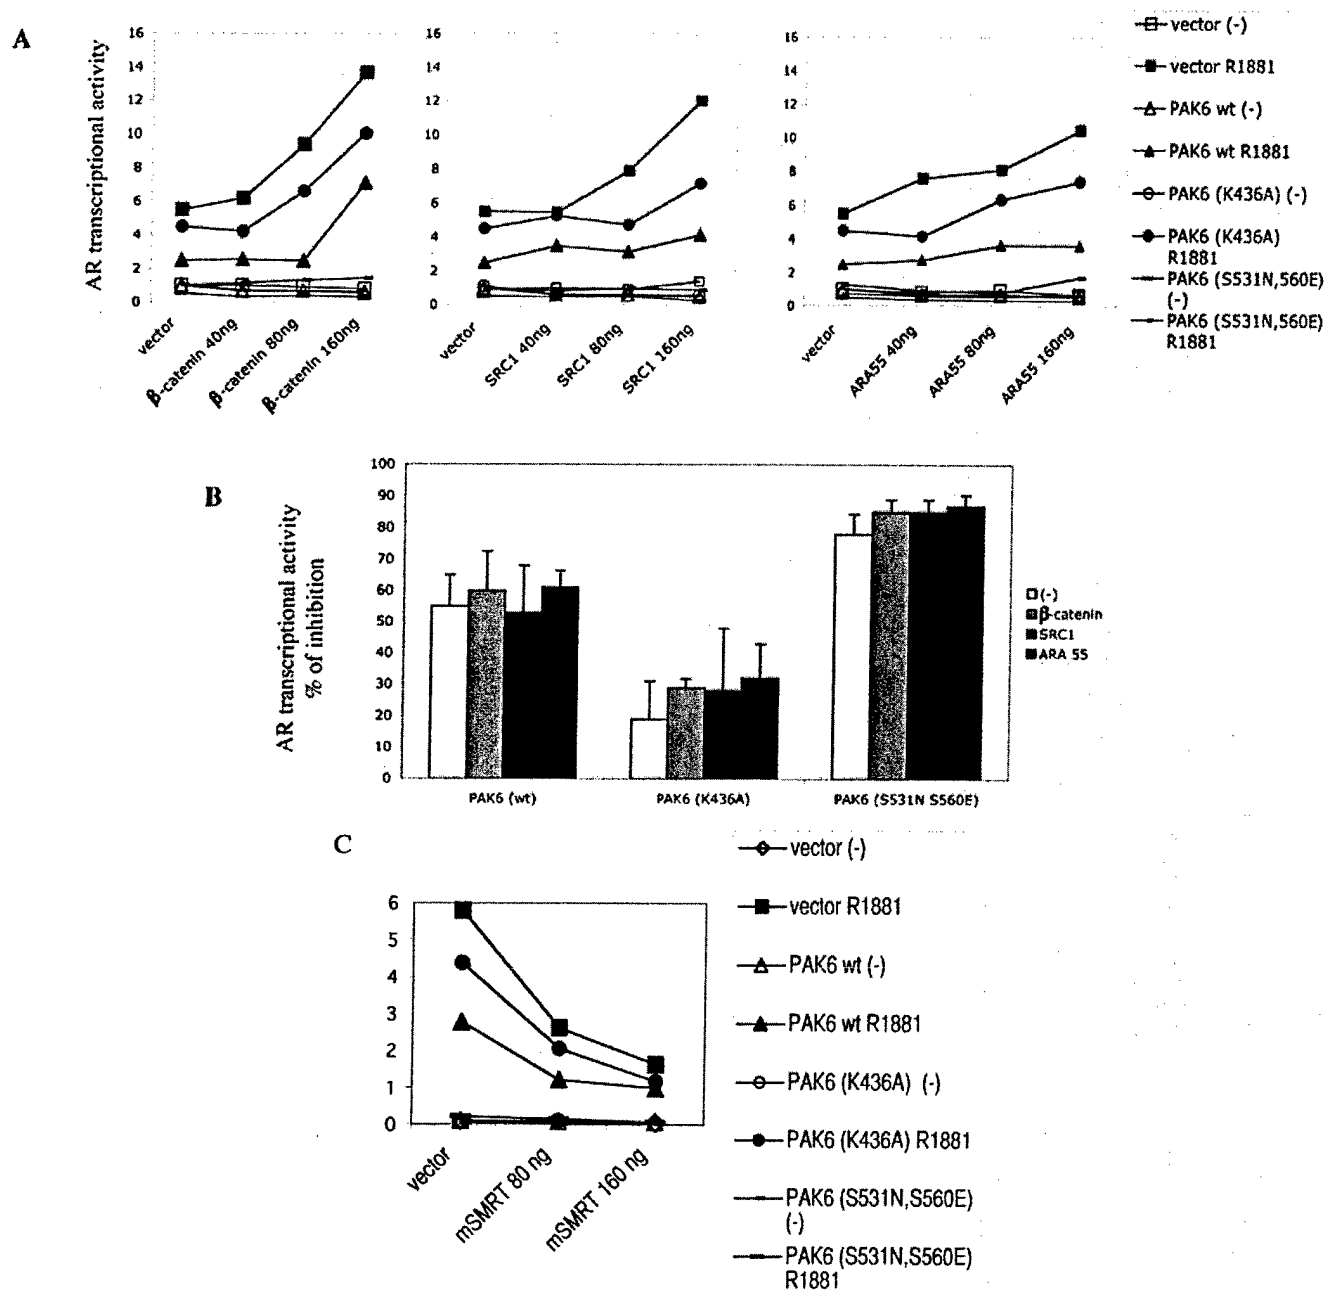 A
AR transcriptional activity
16
14
12
10
8
6
4
2
0
vector
β-catenin 40ng
β-catenin 80ng
β-catenin 160ng
16
14
12
10
8
6
4
2
0
vector
SRC1 40ng
SRC1 80ng
SRC1 160ng
16
14
12
10
8
6
4
2
0
vector
ARA55 40ng
ARA55 80ng
ARA55 160ng
vector (-)
vector R1881
PAK6 wt (-)
PAK6 wt R1881
PAK6 (K436A) (-)
PAK6 (K436A)
R1881
PAK6 (S531N,560E)
(-)
PAK6 (S531N,560E)
R1881
B
AR transcriptional activity
% of inhibition
100
90
80
70
60
50
40
30
20
10
0
PAK6 (wt)
PAK6 (K436A)
PAK6 (S531N S560E)
(-)
β-catenin
SRC1
ARA 55
C
6
5
4
3
2
1
0
vector
mSMRT 80 ng
mSMRT 160 ng
vector (-)
vector R1881
PAK6 wt (-)
PAK6 wt R1881
PAK6 (K436A) (-)
PAK6 (K436A) R1881
PAK6 (S531N,S560E)
(-)
PAK6 (S531N,S560E)
R1881